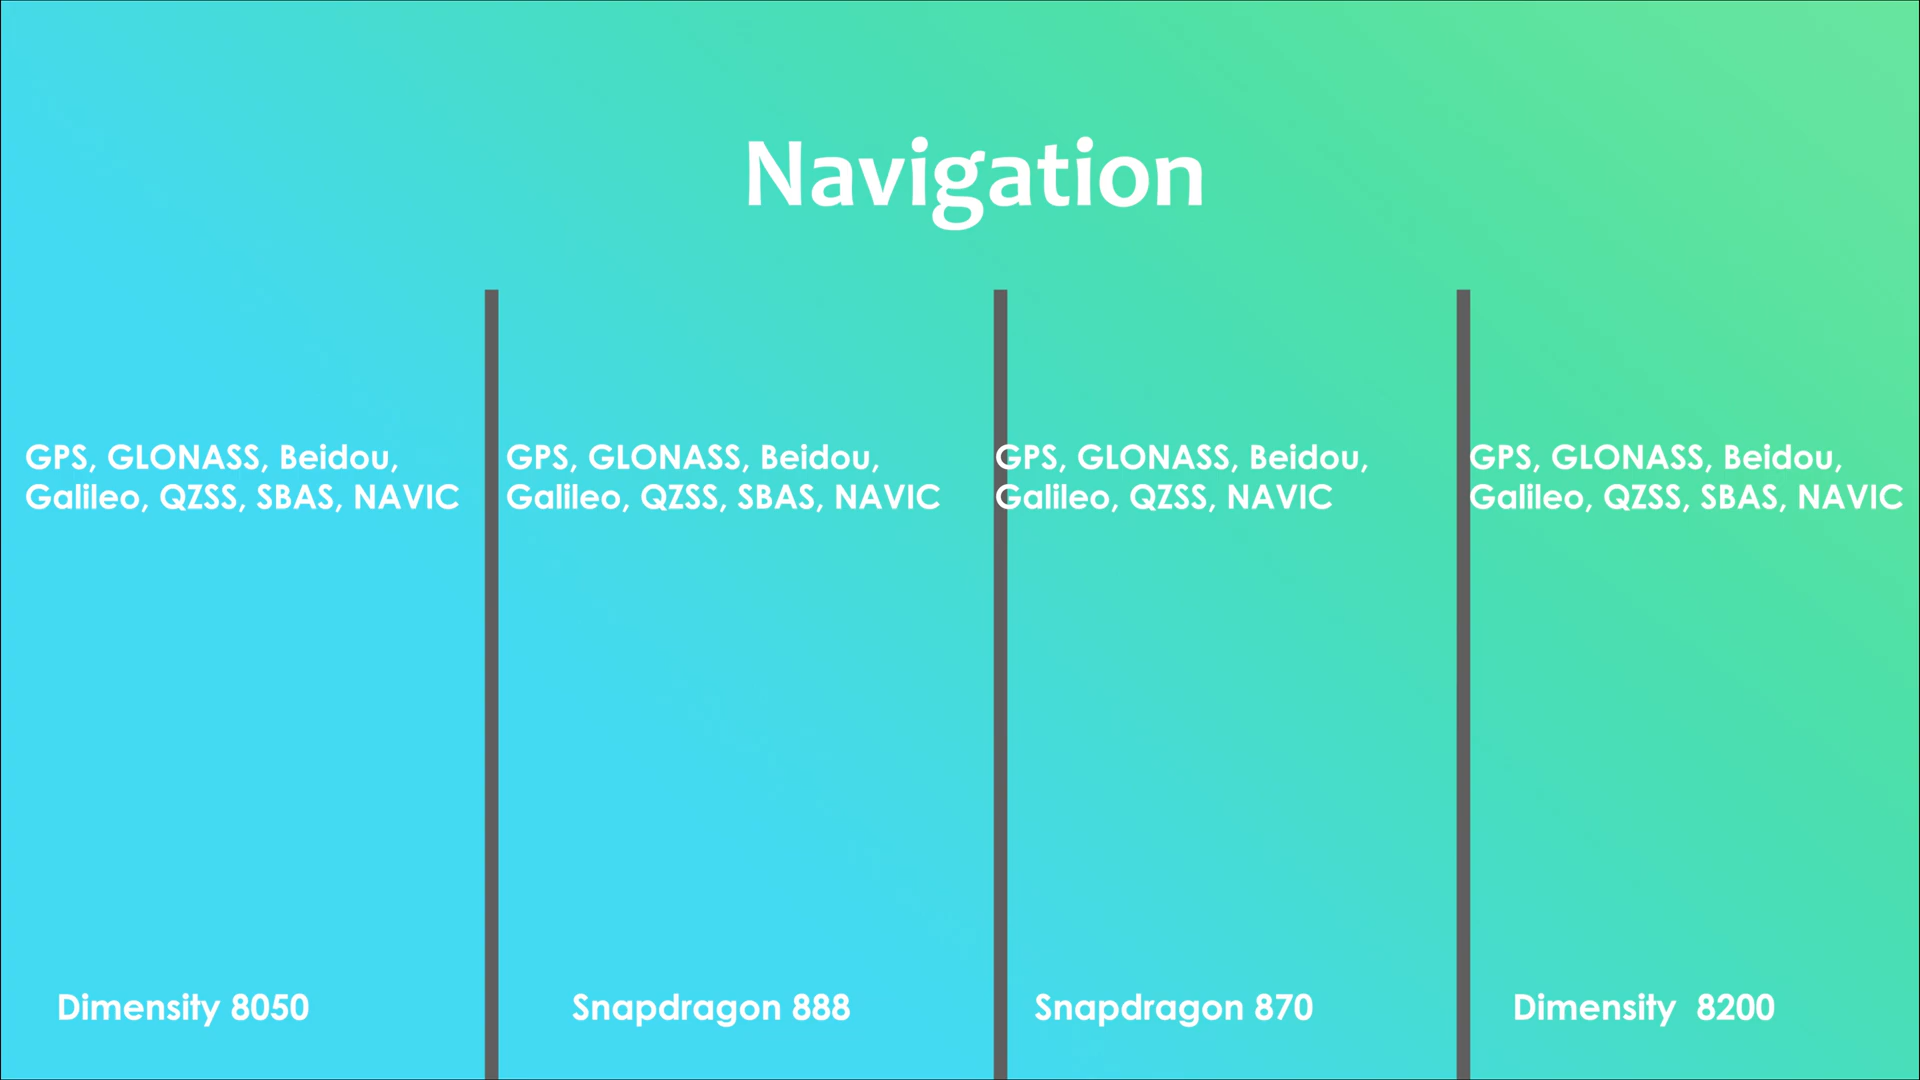 Navigation
GPS, GLONASS, Beidou,
Galileo, QZSS, SBAS, NAVIC
GPS, GLONASS, Beidou,
Galileo, QZSS, SBAS, NAVIC
GPS, GLONASS, Beidou,
Galileo, QZSS, NAVIC
GPS, GLONASS, Beidou,
Galileo, QZSS, SBAS, NAVIC
Dimensity 8050
Snapdragon 888
Snapdragon 870
Dimensity 8200